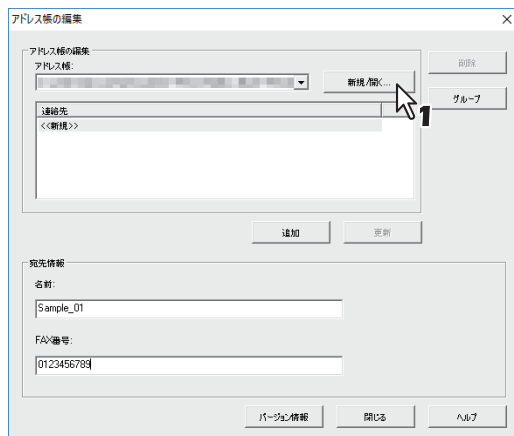 アドレス帳の編集
アドレス帳の編集
アドレス帳:
新規/開く...
削除
グループ
1
連絡先
<<新規>>
追加
更新
宛先情報
名前:
Sample_01
FAX番号:
0123456789
バージョン情報
閉じる
ヘルプ